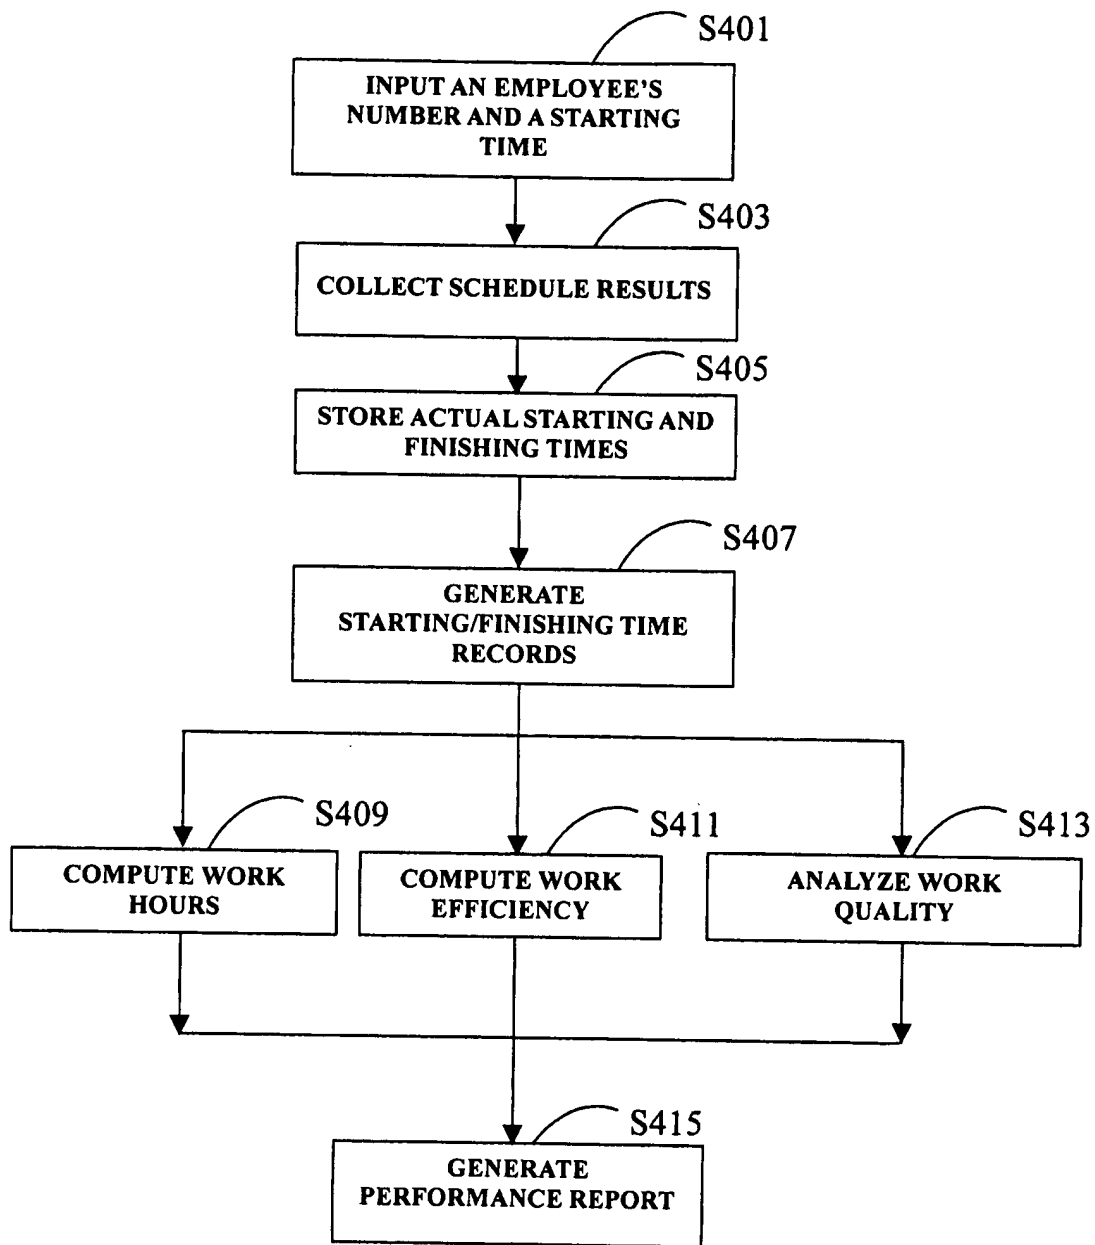 S401
INPUT AN EMPLOYEE'S
NUMBER AND A STARTING
TIME
S403
COLLECT SCHEDULE RESULTS
S405
STORE ACTUAL STARTING AND
FINISHING TIMES
S407
GENERATE
STARTING/FINISHING TIME
RECORDS
S409
COMPUTE WORK
HOURS
S411
COMPUTE WORK
EFFICIENCY
S413
ANALYZE WORK
QUALITY
S415
GENERATE
PERFORMANCE REPORT